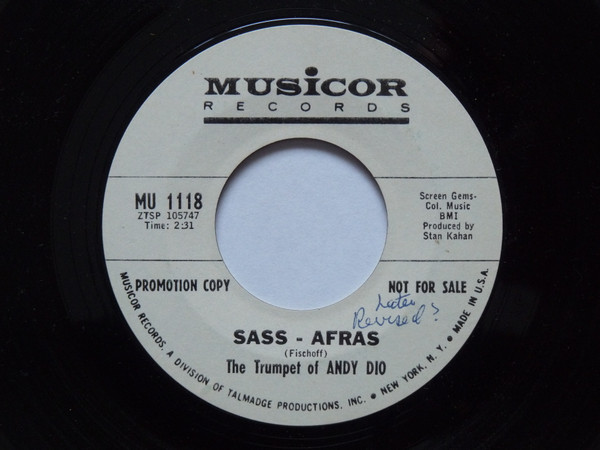 MUSiCOR
RECORDS
MU 1118
ZTSP 105747
Time: 2:31
Screen Gems-
Col. Music
BMI
Produced by
Stan Kahan
PROMOTION COPY
NOT FOR SALE
Later
Revised?
SASS - AFRAS
(Fischoff)
The Trumpet of ANDY DIO
MUSICOR RECORDS, A DIVISION OF TALMADGE PRODUCTIONS, INC. • NEW YORK, N. Y. • MADE IN U.S.A.